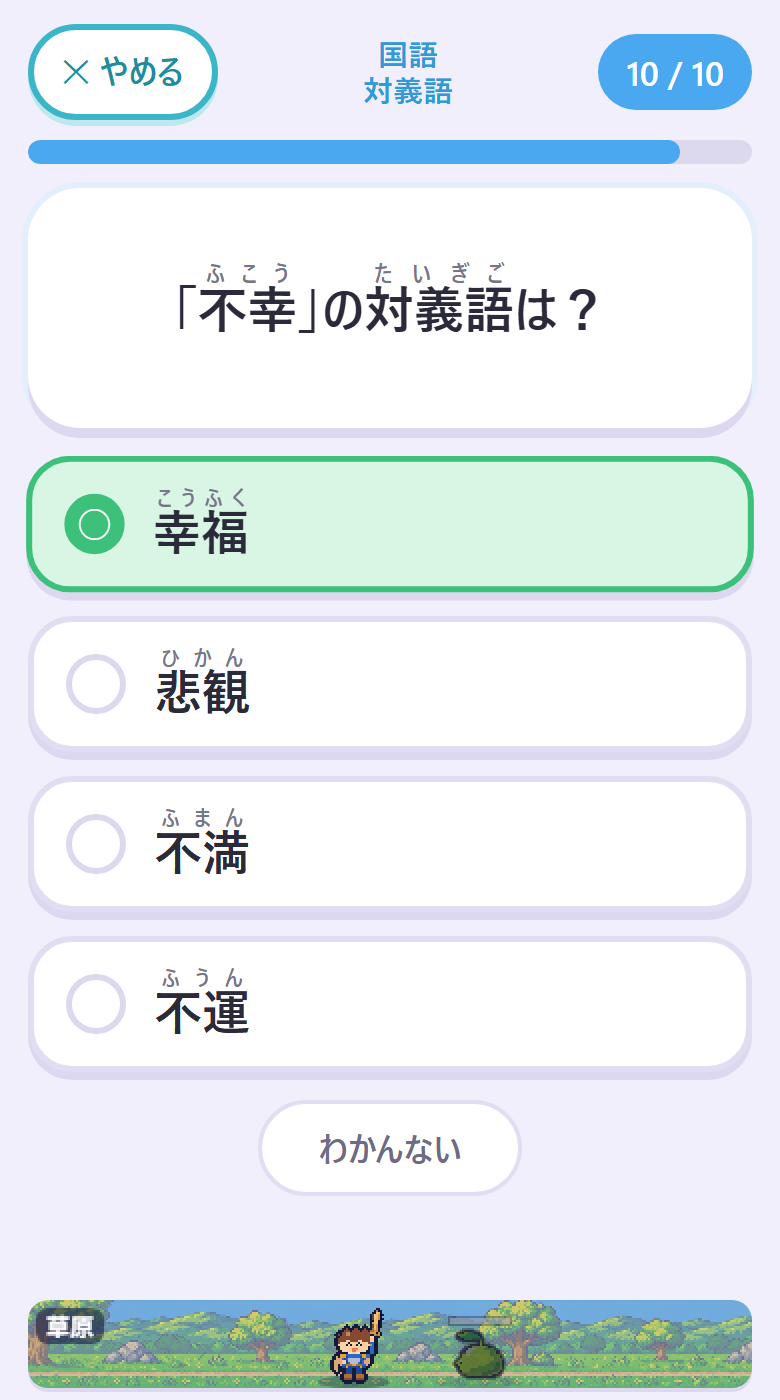 × やめる
国語
対義語
10 / 10
ふこう たいぎご
「不幸」の対義語は？
こうふく
幸福
ひかん
悲観
ふまん
不満
ふうん
不運
わかんない
草原